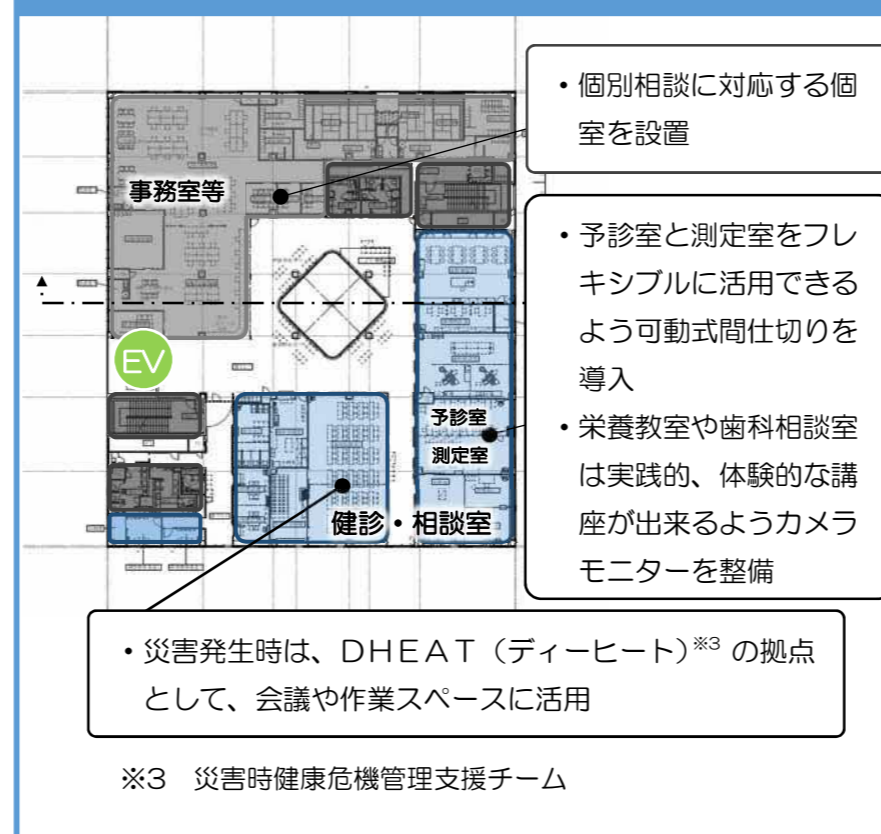 ・個別相談に対応する個
室を設置
事務室等
・予診室と測定室をフレ
キシブルに活用できる
よう可動式間仕切りを
導入
・栄養教室や歯科相談室
は実践的、体験的な講
座が出来るようカメラ
モニターを整備
EV
予診室
測定室
健診・相談室
・災害発生時は、DHEAT（ディーヒート）※3 の拠点
として、会議や作業スペースに活用
※3　災害時健康危機管理支援チーム